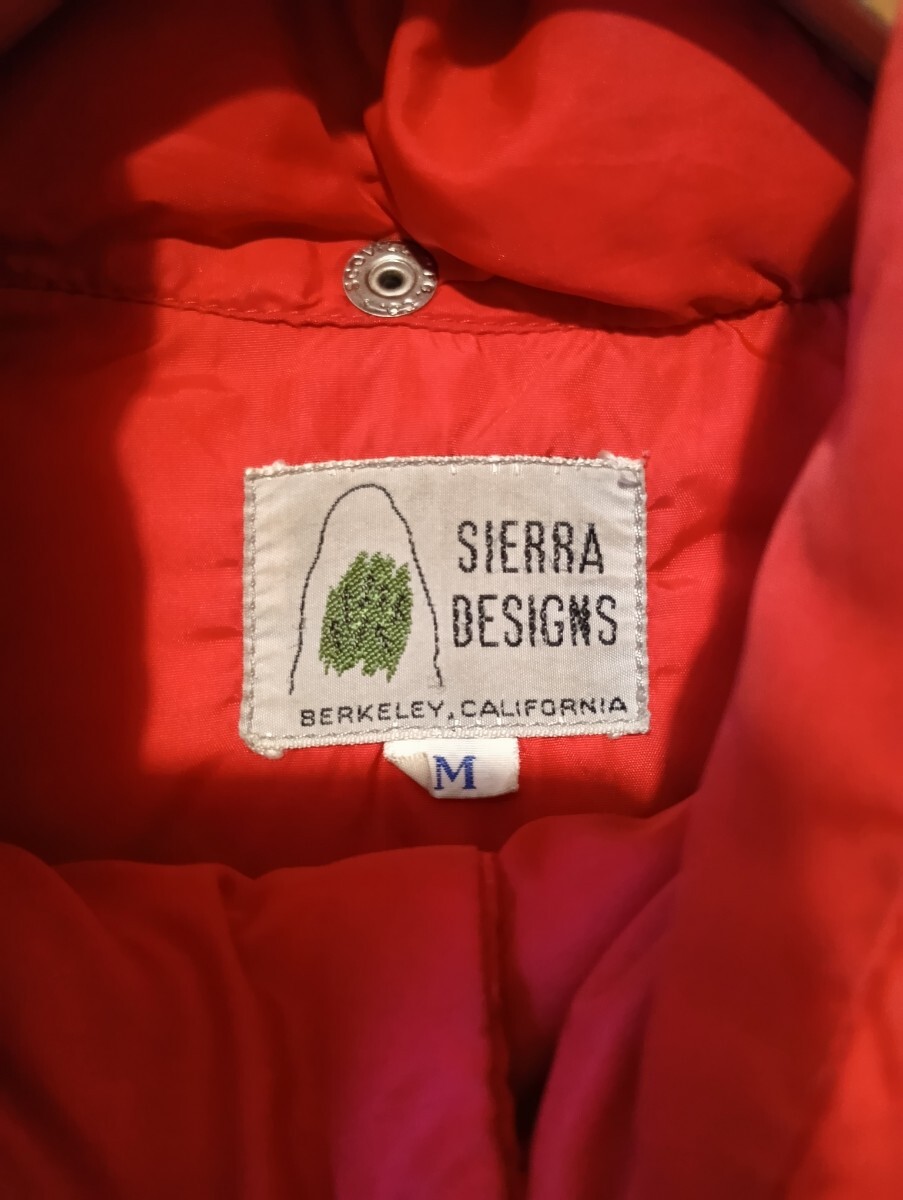 SIERRA
DESIGNS
BERKELEY, CALIFORNIA
M